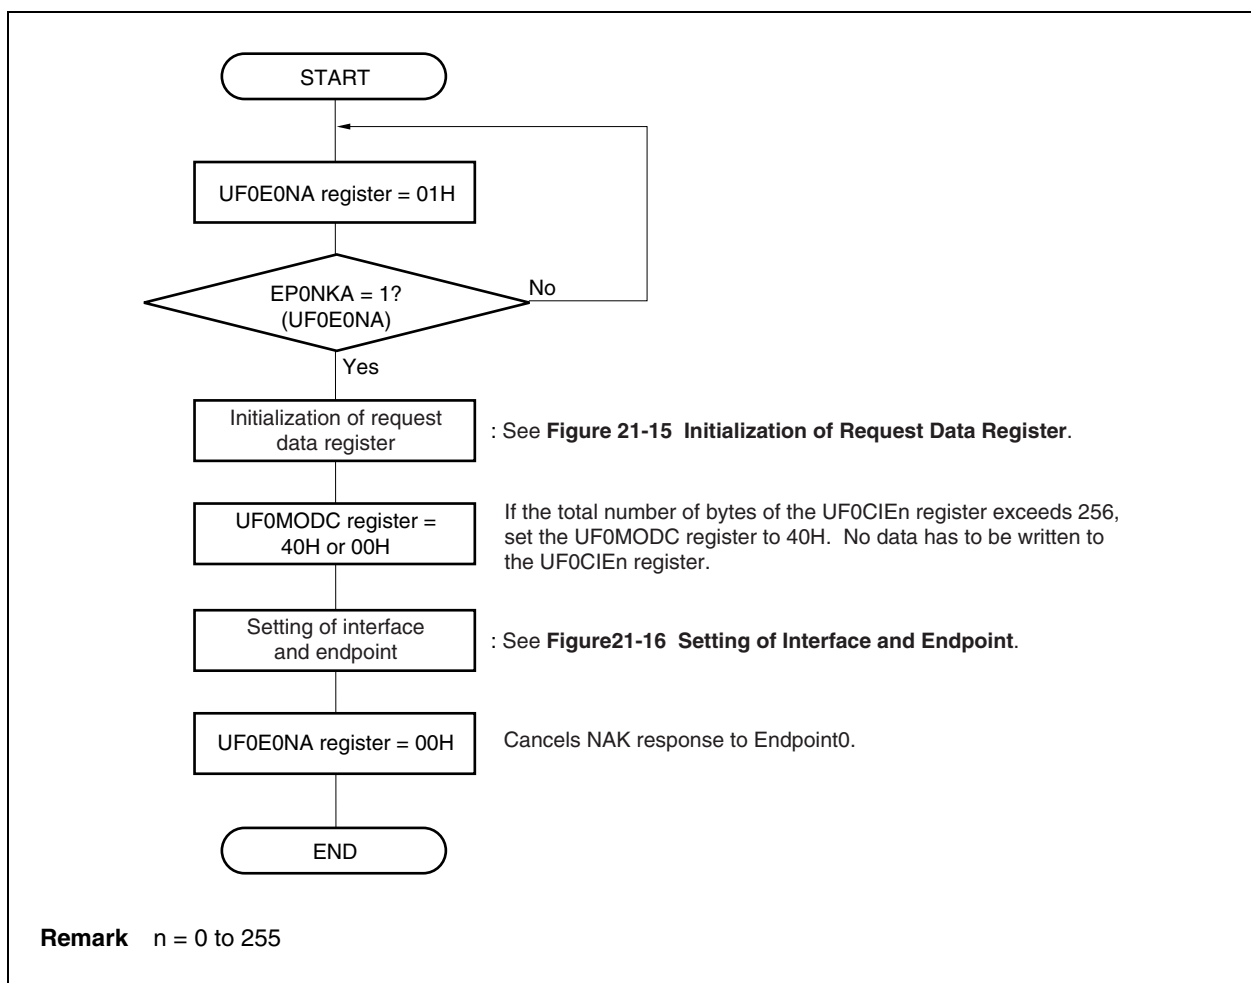 START
UF0E0NA register = 01H
EP0NKA = 1?
(UF0E0NA)
No
Yes
Initialization of request
data register
: See Figure 21-15  Initialization of Request Data Register.
UF0MODC register =
40H or 00H
If the total number of bytes of the UF0CIEn register exceeds 256,
set the UF0MODC register to 40H.  No data has to be written to
the UF0CIEn register.
Setting of interface
and endpoint
: See Figure21-16  Setting of Interface and Endpoint.
UF0E0NA register = 00H
Cancels NAK response to Endpoint0.
END
Remark  n = 0 to 255